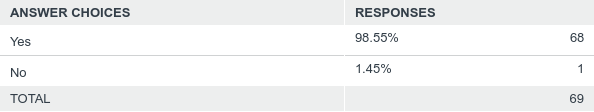 ANSWER CHOICES RESPONSES
Yes 98.55% 68
No 1.45% 1
TOTAL 69